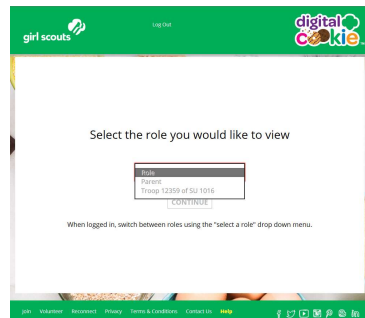 Log Out
girl scouts
digital
cookie
Select the role you would like to view
Role
Parent
Troop 12359 of SU 1016
CONTINUE
When logged in, switch between roles using the "select a role" drop down menu.
Join Volunteer Reconnect Privacy Terms & Conditions Contact Us Help